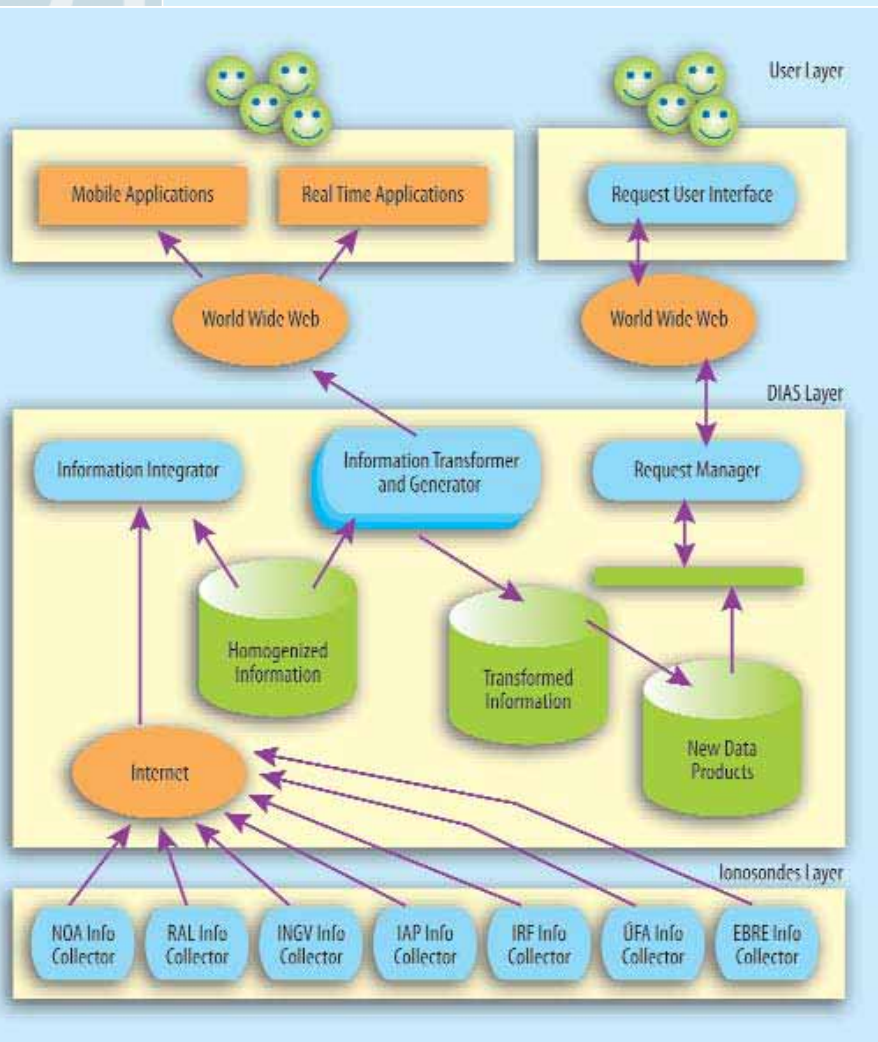 User Layer
Mobile Applications
Real Time Applications
Request User Interface
World Wide Web
World Wide Web
DIAS Layer
Information Integrator
Information Transformer
and Generator
Request Manager
Homogenized
Information
Transformed
Information
New Data
Products
Internet
Ionosondes Layer
NOA Info
Collector
RAL Info
Collector
INGV Info
Collector
IAP Info
Collector
IRF Info
Collector
ÚFA Info
Collector
EBRE Info
Collector